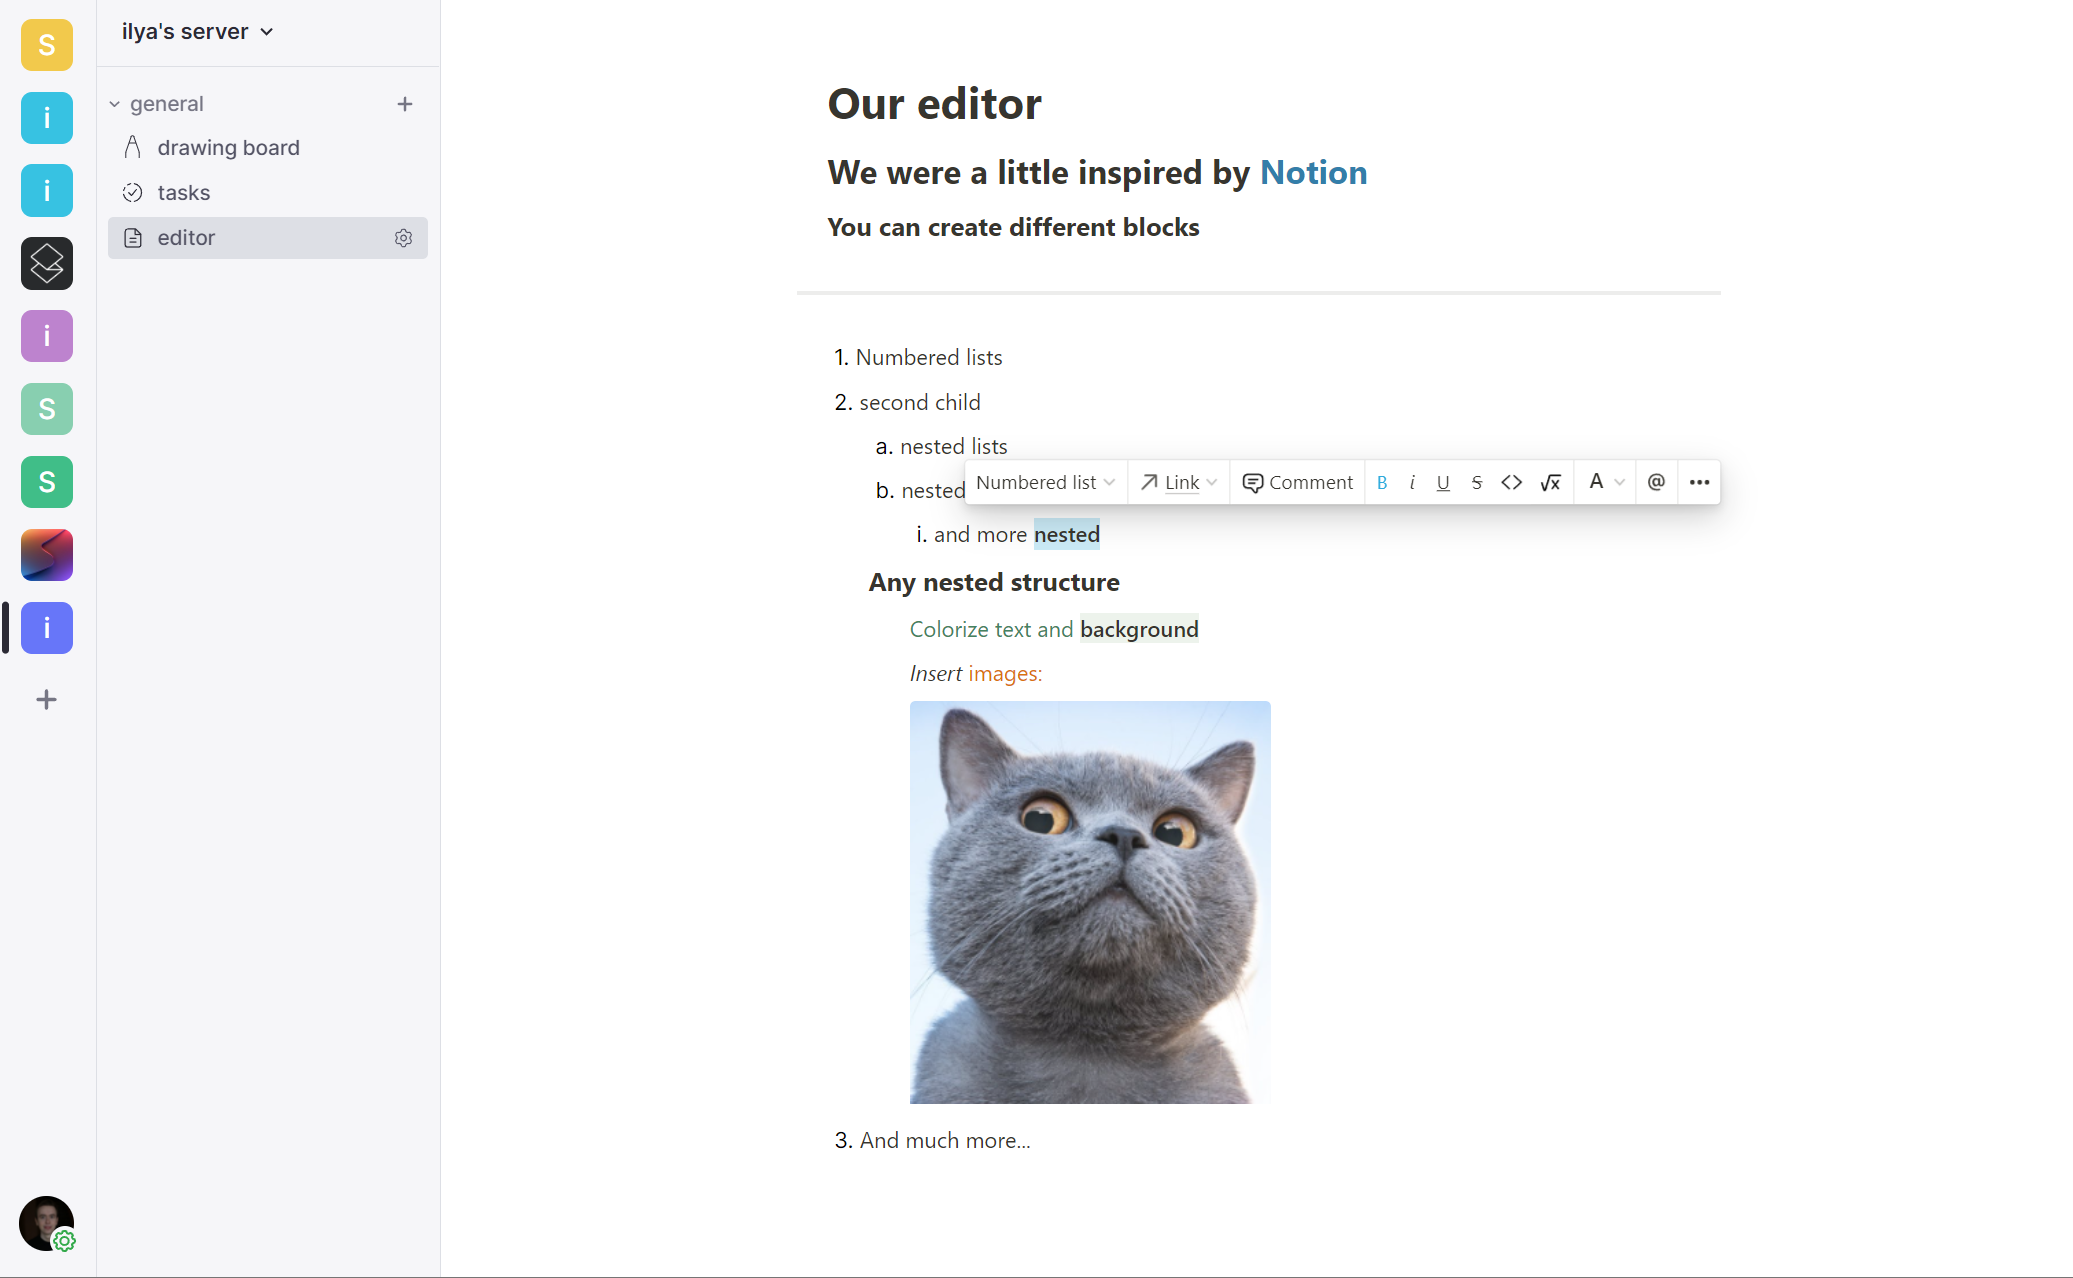 S
i
i
i
S
S
i
ilya's server
general
drawing board
tasks
editor
Our editor
We were a little inspired by Notion
You can create different blocks
1. Numbered lists
2. second child
a. nested lists
b. nested
Numbered list Link Comment B i U S <> √x A @ •••
i. and more nested
Any nested structure
Colorize text and background
Insert images:
3. And much more...